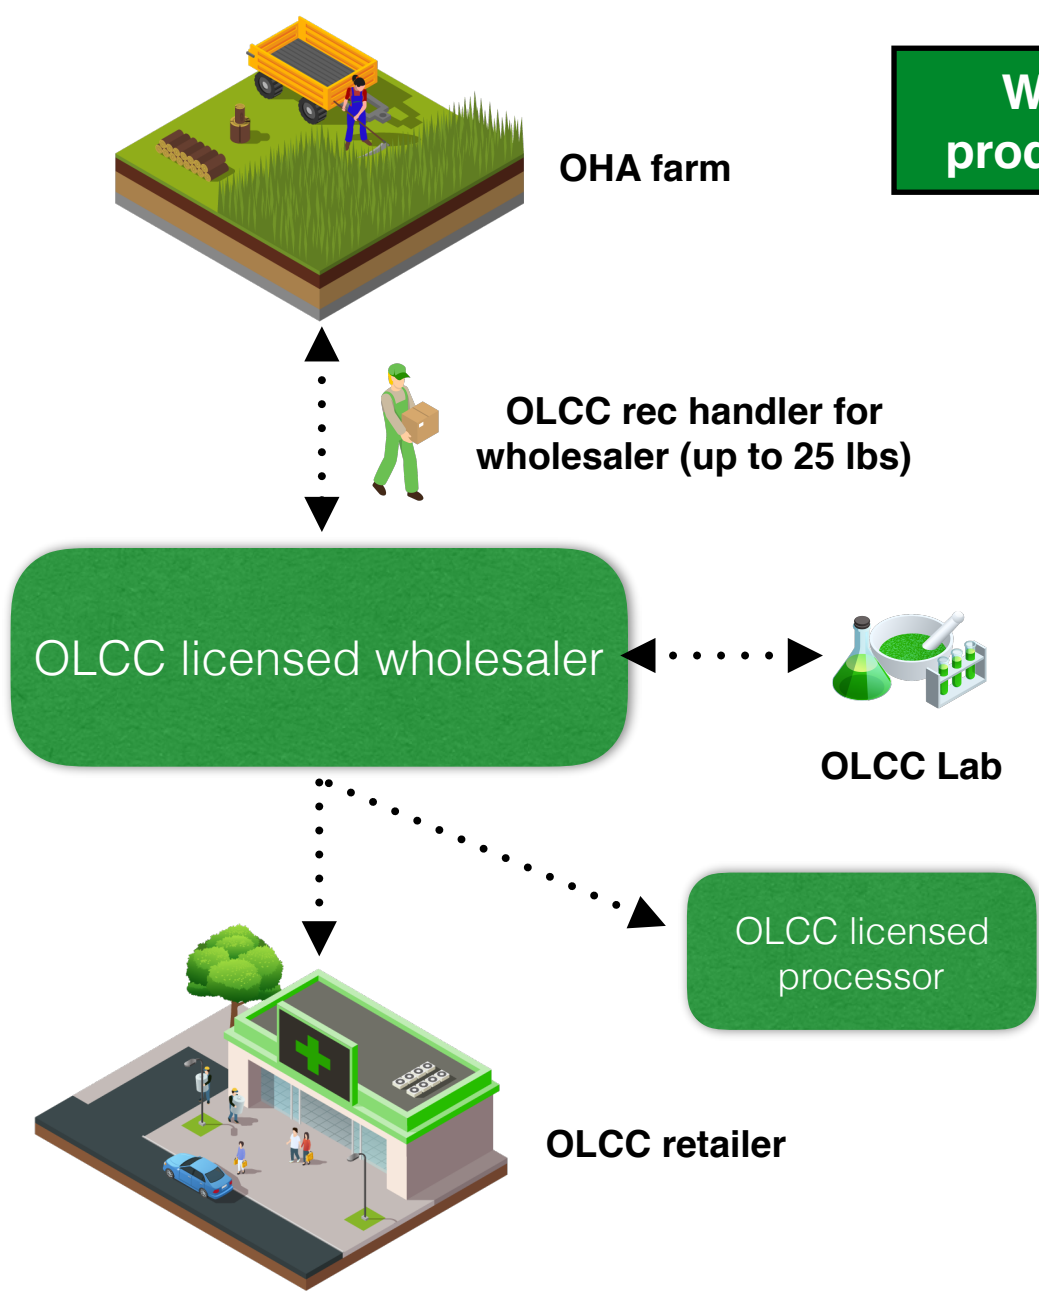 OHA farm
OLCC rec handler for
wholesaler (up to 25 lbs)
OLCC licensed wholesaler
OLCC Lab
OLCC licensed
processor
OLCC retailer